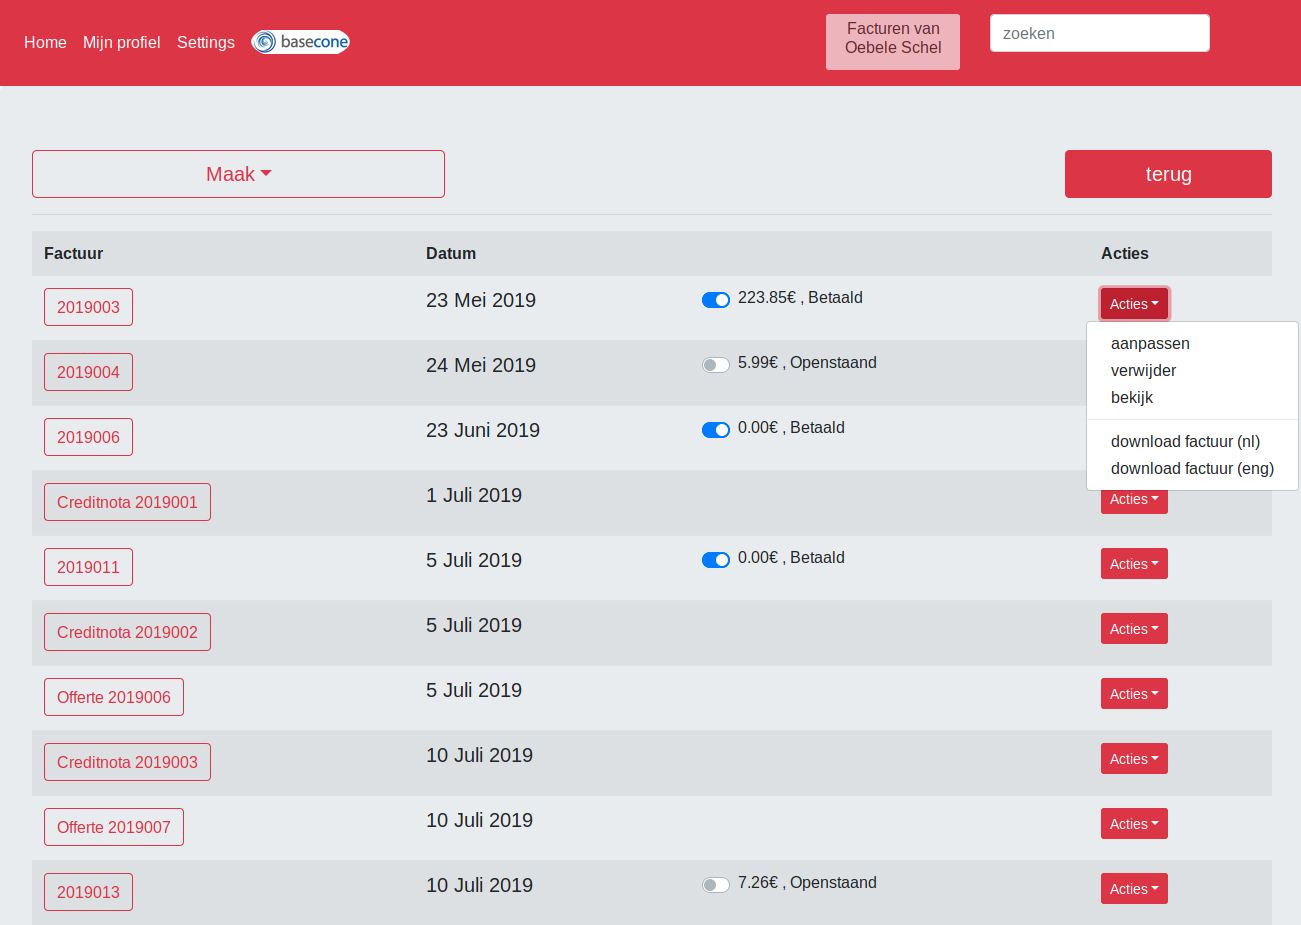 Home Mijn profiel Settings basecone
Facturen van
Oebele Schel
zoeken
Maak
terug
Factuur Datum Acties
2019003 23 Mei 2019 223.85€ , Betaald Acties
aanpassen
verwijder
bekijk
download factuur (nl)
download factuur (eng)
2019004 24 Mei 2019 5.99€ , Openstaand
2019006 23 Juni 2019 0.00€ , Betaald
Creditnota 2019001 1 Juli 2019 Acties
2019011 5 Juli 2019 0.00€ , Betaald Acties
Creditnota 2019002 5 Juli 2019 Acties
Offerte 2019006 5 Juli 2019 Acties
Creditnota 2019003 10 Juli 2019 Acties
Offerte 2019007 10 Juli 2019 Acties
2019013 10 Juli 2019 7.26€ , Openstaand Acties